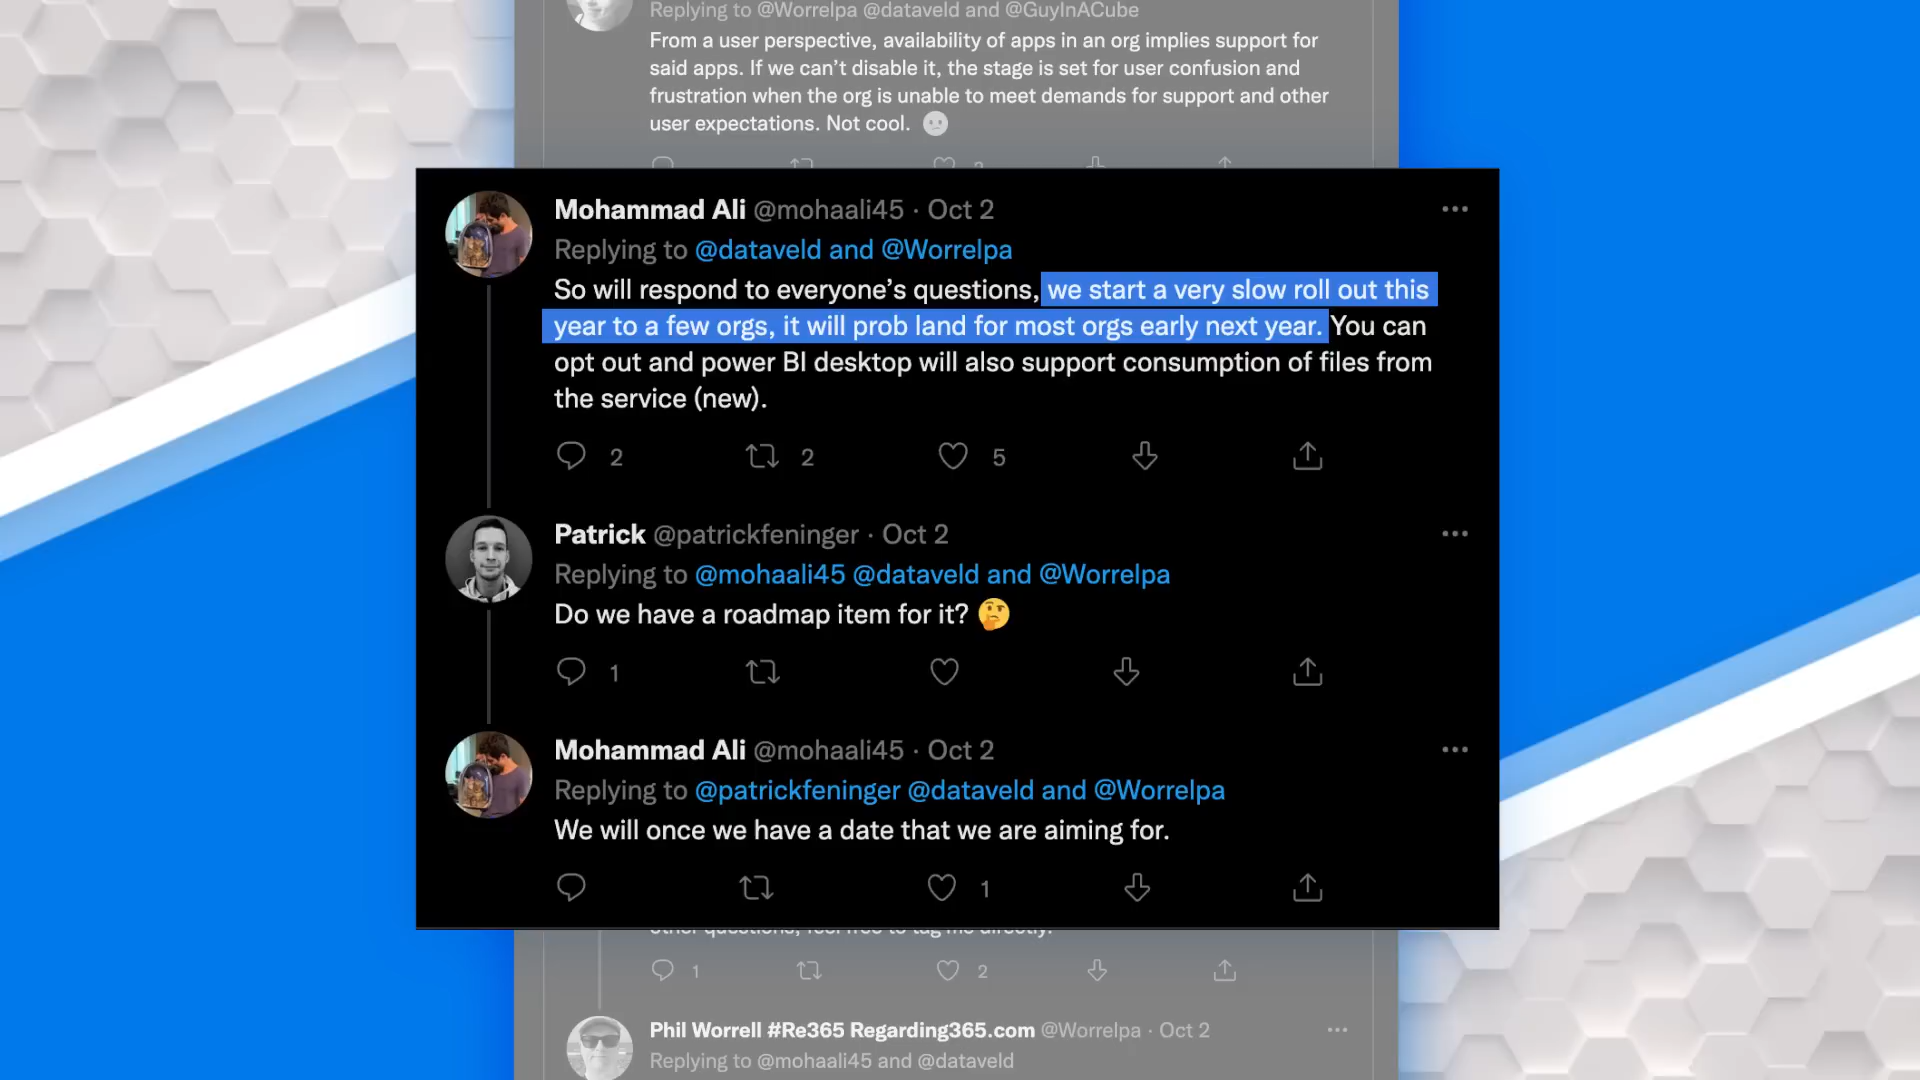 Replying to @Worrelpa @dataveld and @GuyInACube
From a user perspective, availability of apps in an org implies support for
said apps. If we can’t disable it, the stage is set for user confusion and
frustration when the org is unable to meet demands for support and other
user expectations. Not cool.
Mohammad Ali @mohaali45 · Oct 2
Replying to @dataveld and @Worrelpa
So will respond to everyone’s questions, we start a very slow roll out this
year to a few orgs, it will prob land for most orgs early next year. You can
opt out and power BI desktop will also support consumption of files from
the service (new).
2 2 5
Patrick @patrickfeninger · Oct 2
Replying to @mohaali45 @dataveld and @Worrelpa
Do we have a roadmap item for it? 🤔
1
Mohammad Ali @mohaali45 · Oct 2
Replying to @patrickfeninger @dataveld and @Worrelpa
We will once we have a date that we are aiming for.
1
other questions, feel free to tag me directly.
1 2
Phil Worrell #Re365 Regarding365.com @Worrelpa · Oct 2
Replying to @mohaali45 and @dataveld